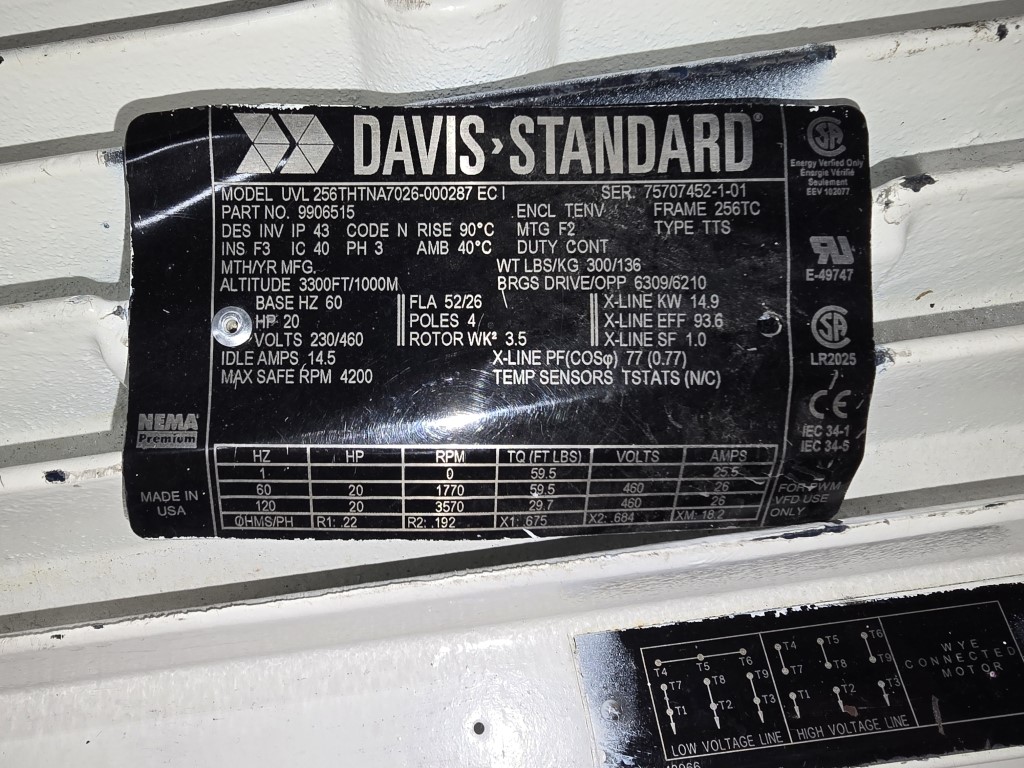 DAVIS-STANDARD®
MODEL UVL 256THTNA7026-000287 EC I SER. 75707452-1-01
PART NO. 9906515 ENCL TENV FRAME 256TC
DES INV IP 43 CODE N RISE 90°C MTG F2 TYPE TTS
INS F3 IC 40 PH 3 AMB 40°C DUTY CONT
MTH/YR MFG. WT LBS/KG 300/136
ALTITUDE 3300FT/1000M BRGS DRIVE/OPP 6309/6210
BASE HZ 60 FLA 52/26 X-LINE KW 14.9
HP 20 POLES 4 X-LINE EFF 93.6
VOLTS 230/460 ROTOR WK² 3.5 X-LINE SF 1.0
IDLE AMPS 14.5 X-LINE PF(COSφ) 77 (0.77)
MAX SAFE RPM 4200 TEMP SENSORS TSTATS (N/C)
HZ HP RPM TQ (FT LBS) VOLTS AMPS
1 0 59.5 25.5
60 20 1770 59.5 460 26
120 20 3570 29.7 460 26
OHMS/PH R1: .22 R2: .192 X1: .675 X2: .684 XM: 18.2
NEMA
Premium
MADE IN
USA
SA
Energy Verified Only
Energie Vérifié
Seulement
EEV 102077
E-49747
SA
LR2025
CE
IEC 34-1
IEC 34-5
FOR PWM
VFD USE
ONLY
T4 T5 T6
T7 T8 T9
T1 T2 T3
LOW VOLTAGE LINE
T4 T5 T6
T7 T8 T9
T1 T2 T3
HIGH VOLTAGE LINE
WYE
CONNECTED
MOTOR